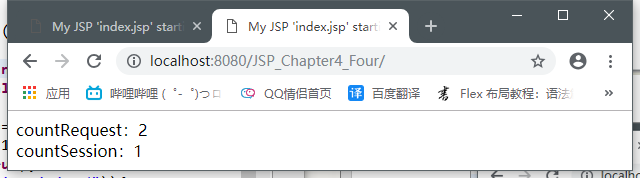 My JSP 'index.jsp' start
My JSP 'index.jsp' start
localhost:8080/JSP_Chapter4_Four/
应用
哔哩哔哩 ( ゜- ゜)つロ
QQ情侣首页
译 百度翻译
Flex 布局教程：语法
countRequest：2
countSession：1